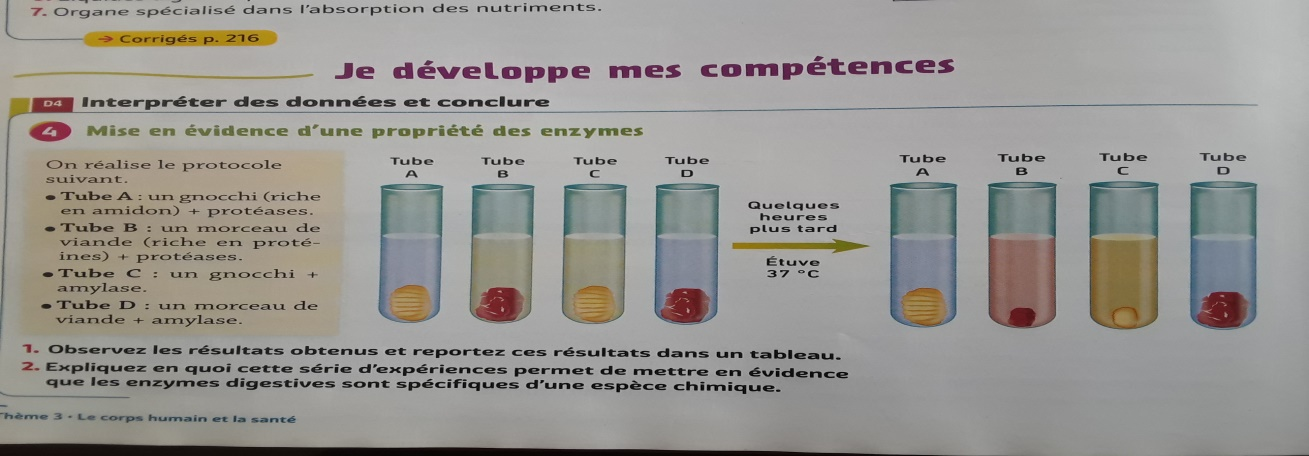 7. Organe spécialisé dans l'absorption des nutriments.
→ Corrigés p. 216
Je développe mes compétences
D4 Interpréter des données et conclure
4 Mise en évidence d'une propriété des enzymes
On réalise le protocole
suivant.
• Tube A : un gnocchi (riche
en amidon) + protéases.
• Tube B : un morceau de
viande (riche en proté-
ines) + protéases.
• Tube C : un gnocchi +
amylase.
• Tube D : un morceau de
viande + amylase.
Tube A
Tube B
Tube C
Tube D
Quelques
heures
plus tard
Étuve
37 °C
Tube A
Tube B
Tube C
Tube D
1. Observez les résultats obtenus et reportez ces résultats dans un tableau.
2. Expliquez en quoi cette série d'expériences permet de mettre en évidence
que les enzymes digestives sont spécifiques d'une espèce chimique.
Thème 3 • Le corps humain et la santé